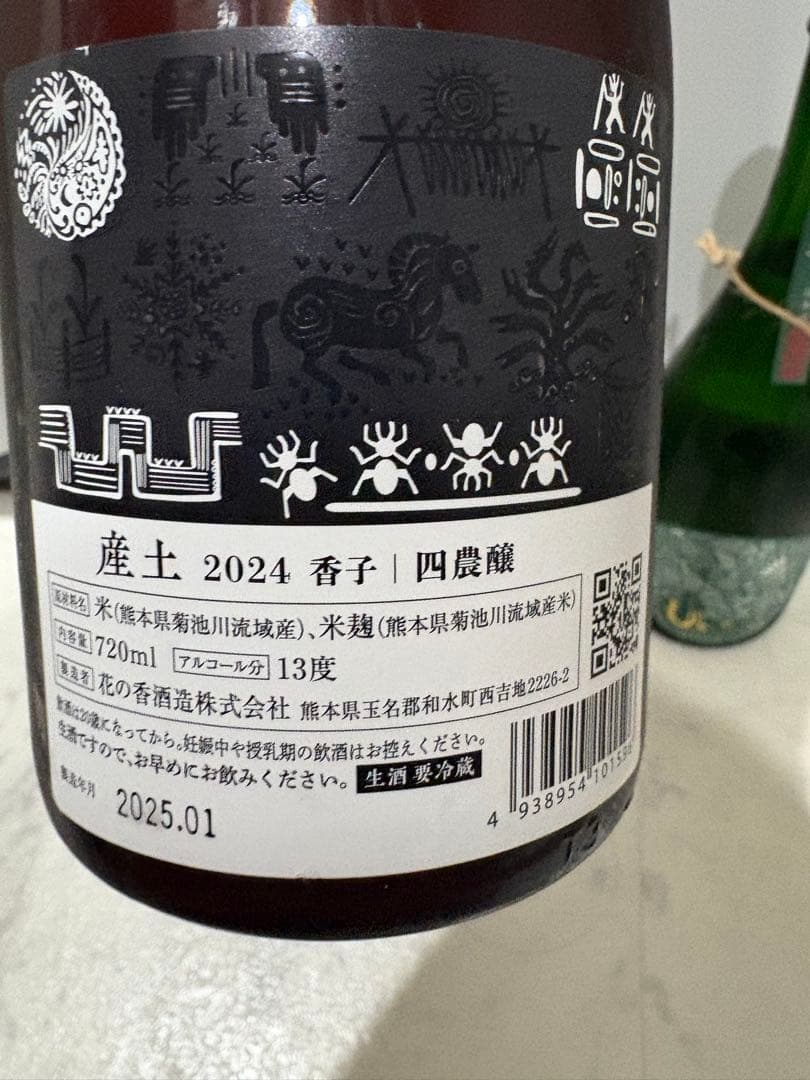 産土 2024 香子｜四農醸
原材料名 米(熊本県菊池川流域産)、米麹(熊本県菊池川流域産米)
内容量 720ml アルコール分 13度
製造者 花の香酒造株式会社 熊本県玉名郡和水町西吉地2226-2
飲酒は20歳になってから。妊娠中や授乳期の飲酒はお控えください。
生酒ですので、お早めにお飲みください。 生酒 要冷蔵
製造年月 2025.01